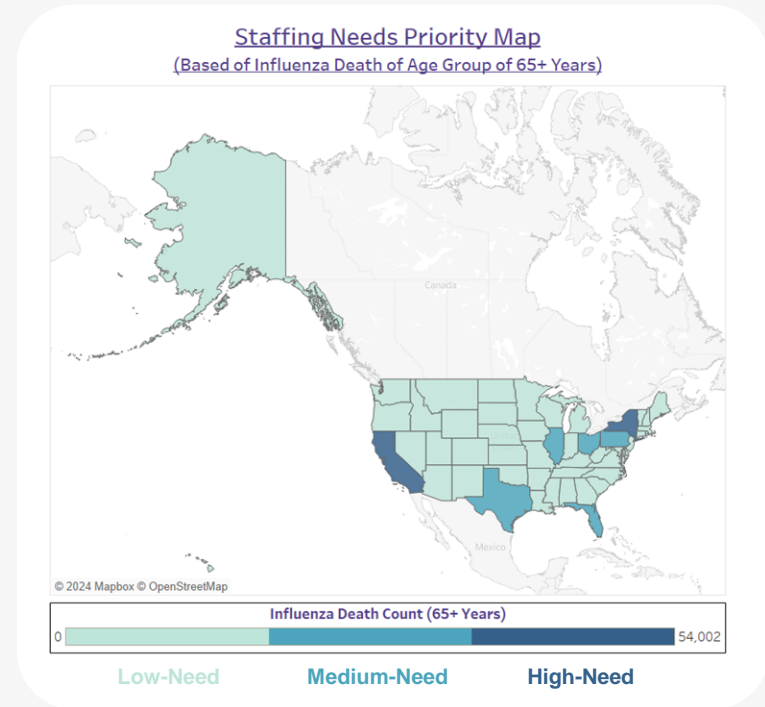 Staffing Needs Priority Map
(Based of Influenza Death of Age Group of 65+ Years)
Canada
Mexico
© 2024 Mapbox © OpenStreetMap
Influenza Death Count (65+ Years)
0 54,002
Low-Need Medium-Need High-Need